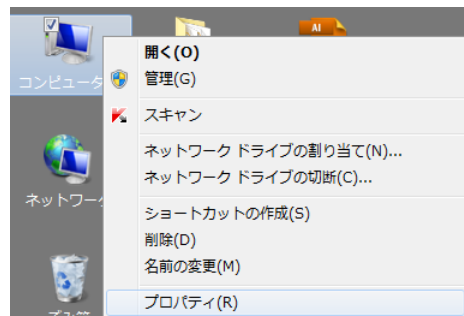 コンピューター
ネットワーク
AI
開く(O)
管理(G)
スキャン
ネットワーク ドライブの割り当て(N)...
ネットワーク ドライブの切断(C)...
ショートカットの作成(S)
削除(D)
名前の変更(M)
プロパティ(R)